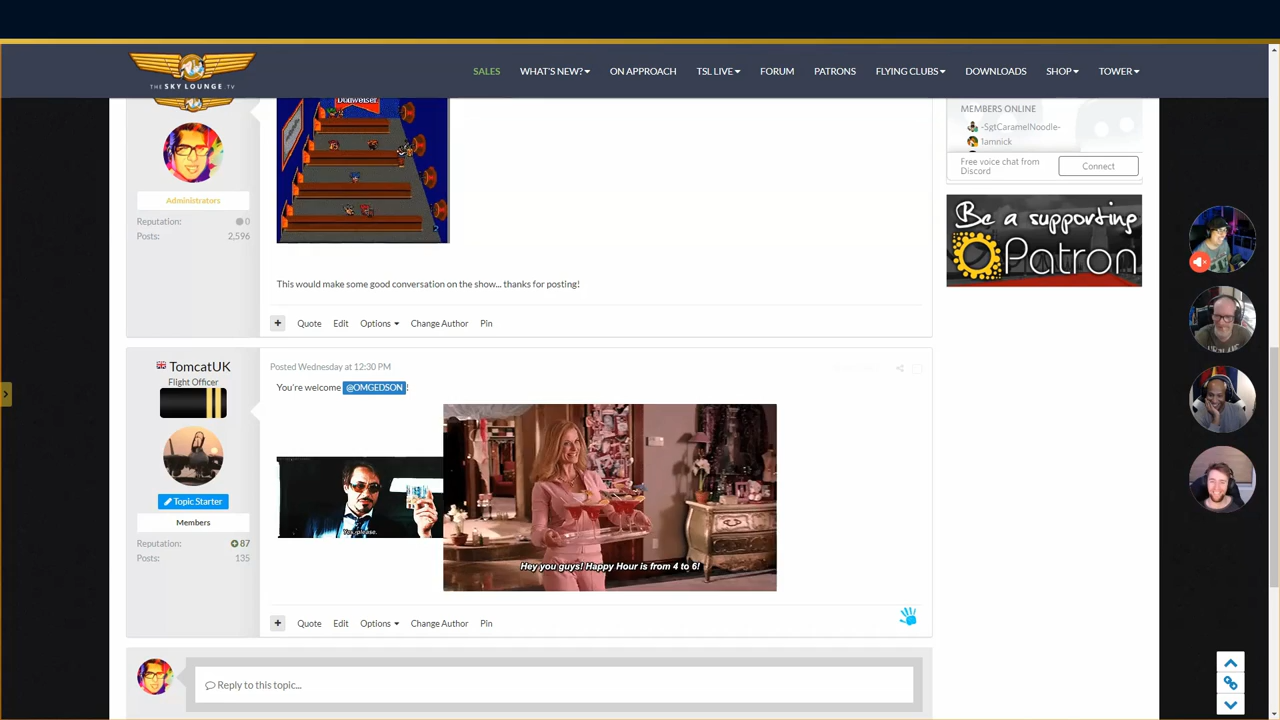 THE SKY LOUNGE.TV
SALES
WHAT'S NEW?
ON APPROACH
TSL LIVE
FORUM
PATRONS
FLYING CLUBS
DOWNLOADS
SHOP
TOWER
Budweiser
Administrators
Reputation: 0
Posts: 2,596
This would make some good conversation on the show... thanks for posting!
+ Quote Edit Options Change Author Pin
MEMBERS ONLINE
-SgtCaramelNoodle-
1amnick
Free voice chat from
Discord
Connect
Be a supporting
Patron
TomcatUK
Flight Officer
Topic Starter
Members
Reputation: 87
Posts: 135
Posted Wednesday at 12:30 PM
You're welcome @OMGEDSON !
Yes, please.
Hey you guys! Happy Hour is from 4 to 6!
+ Quote Edit Options Change Author Pin
Reply to this topic...